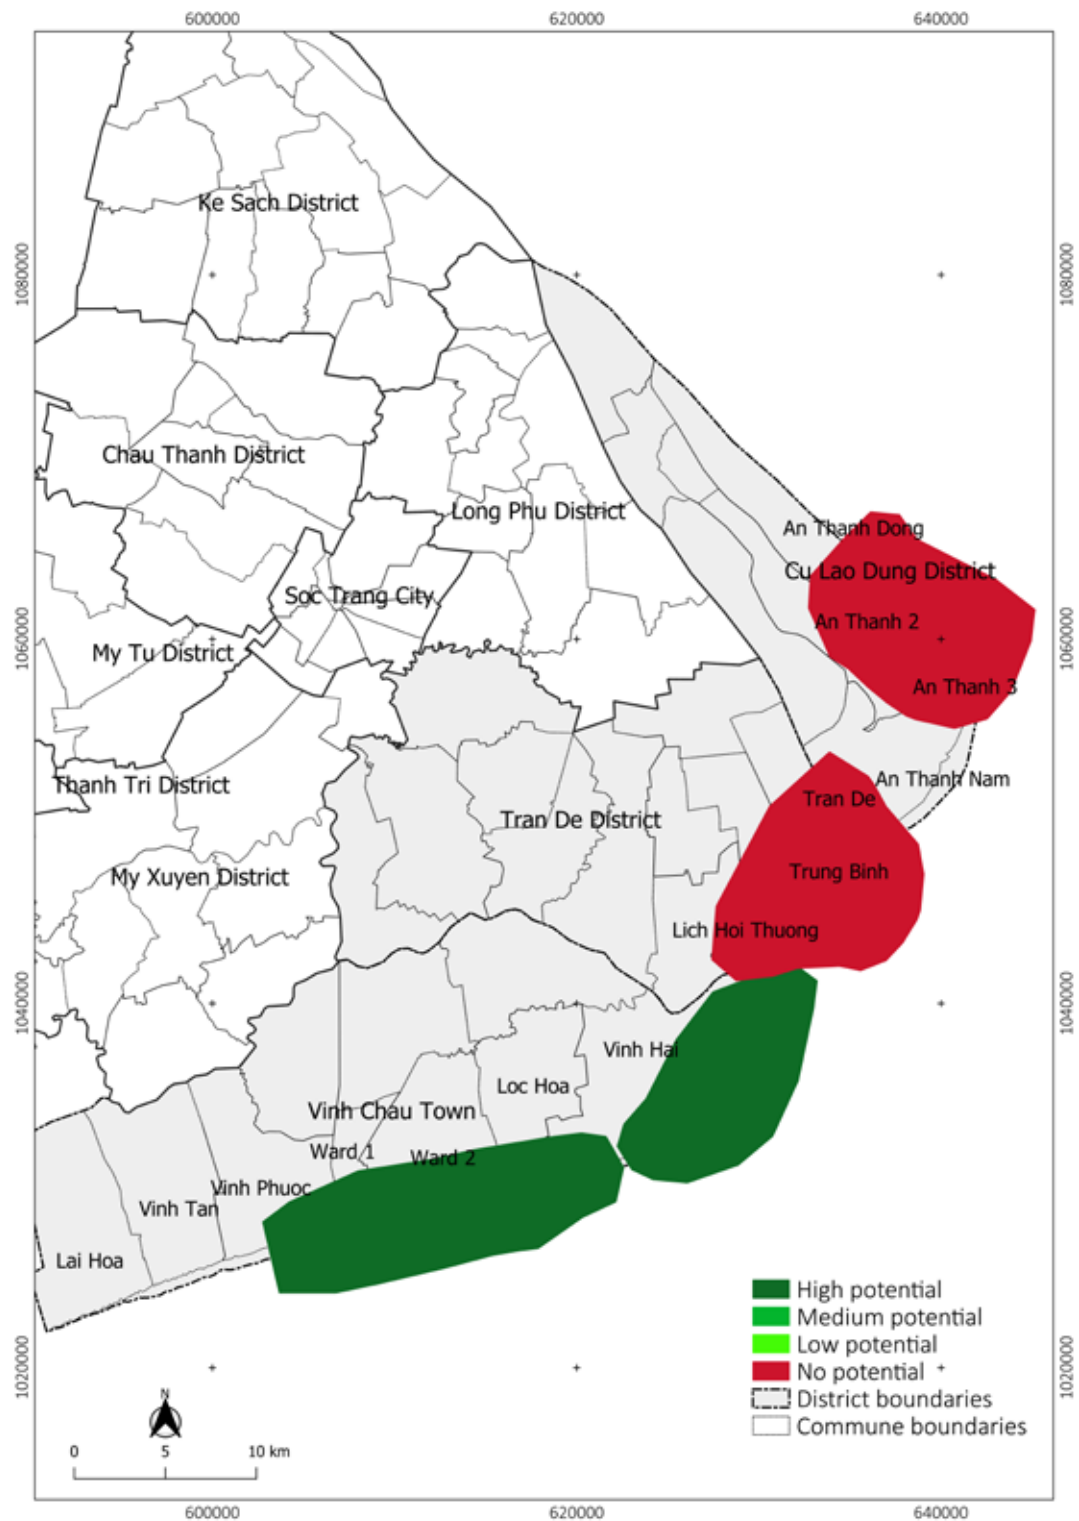 600000 620000 640000
Ke Sach District
1080000 1080000
Chau Thanh District
Long Phu District
An Thanh Dong
Cu Lao Dung District
Soc Trang City
An Thanh 2
1060000 1060000
My Tu District
An Thanh 3
Thanh Tri District
An Thanh Nam
Tran De
Tran De District
Trung Binh
My Xuyen District
Lich Hoi Thuong
1040000 1040000
Vinh Hai
Loc Hoa
Vinh Chau Town
Ward 1
Ward 2
Vinh Phuoc
Vinh Tan
Lai Hoa
High potential
Medium potential
Low potential
1020000 1020000
No potential
District boundaries
Commune boundaries
N
0 5 10 km
600000 620000 640000